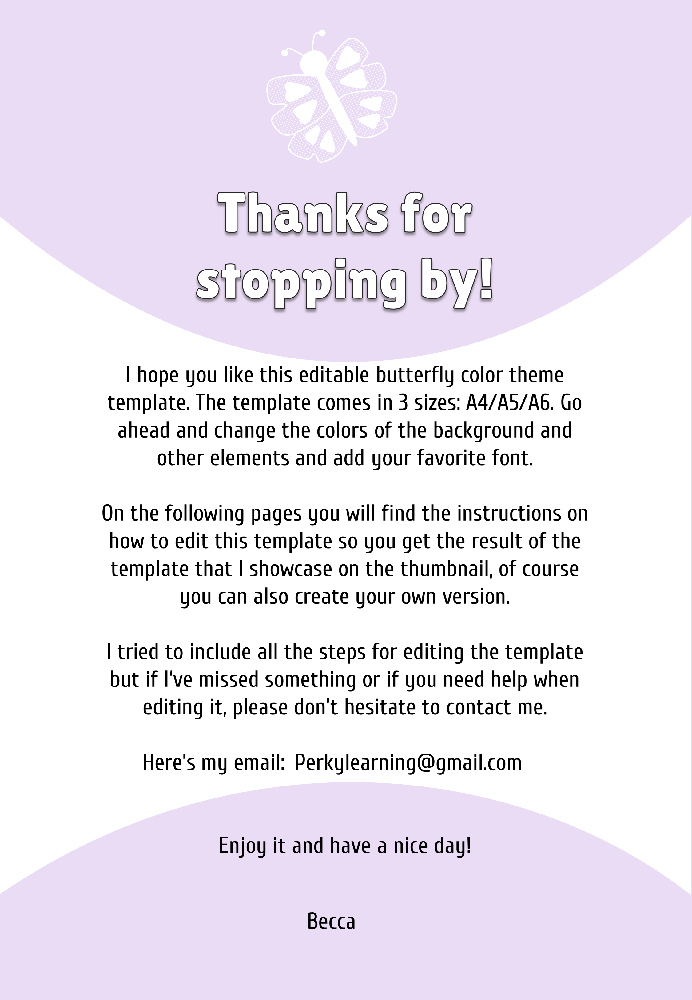 Thanks for
stopping by!
I hope you like this editable butterfly color theme
template. The template comes in 3 sizes: A4/A5/A6. Go
ahead and change the colors of the background and
other elements and add your favorite font.
On the following pages you will find the instructions on
how to edit this template so you get the result of the
template that I showcase on the thumbnail, of course
you can also create your own version.
I tried to include all the steps for editing the template
but if I‘ve missed something or if you need help when
editing it, please don't hesitate to contact me.
Here's my email:  Perkylearning@gmail.com
Enjoy it and have a nice day!
Becca